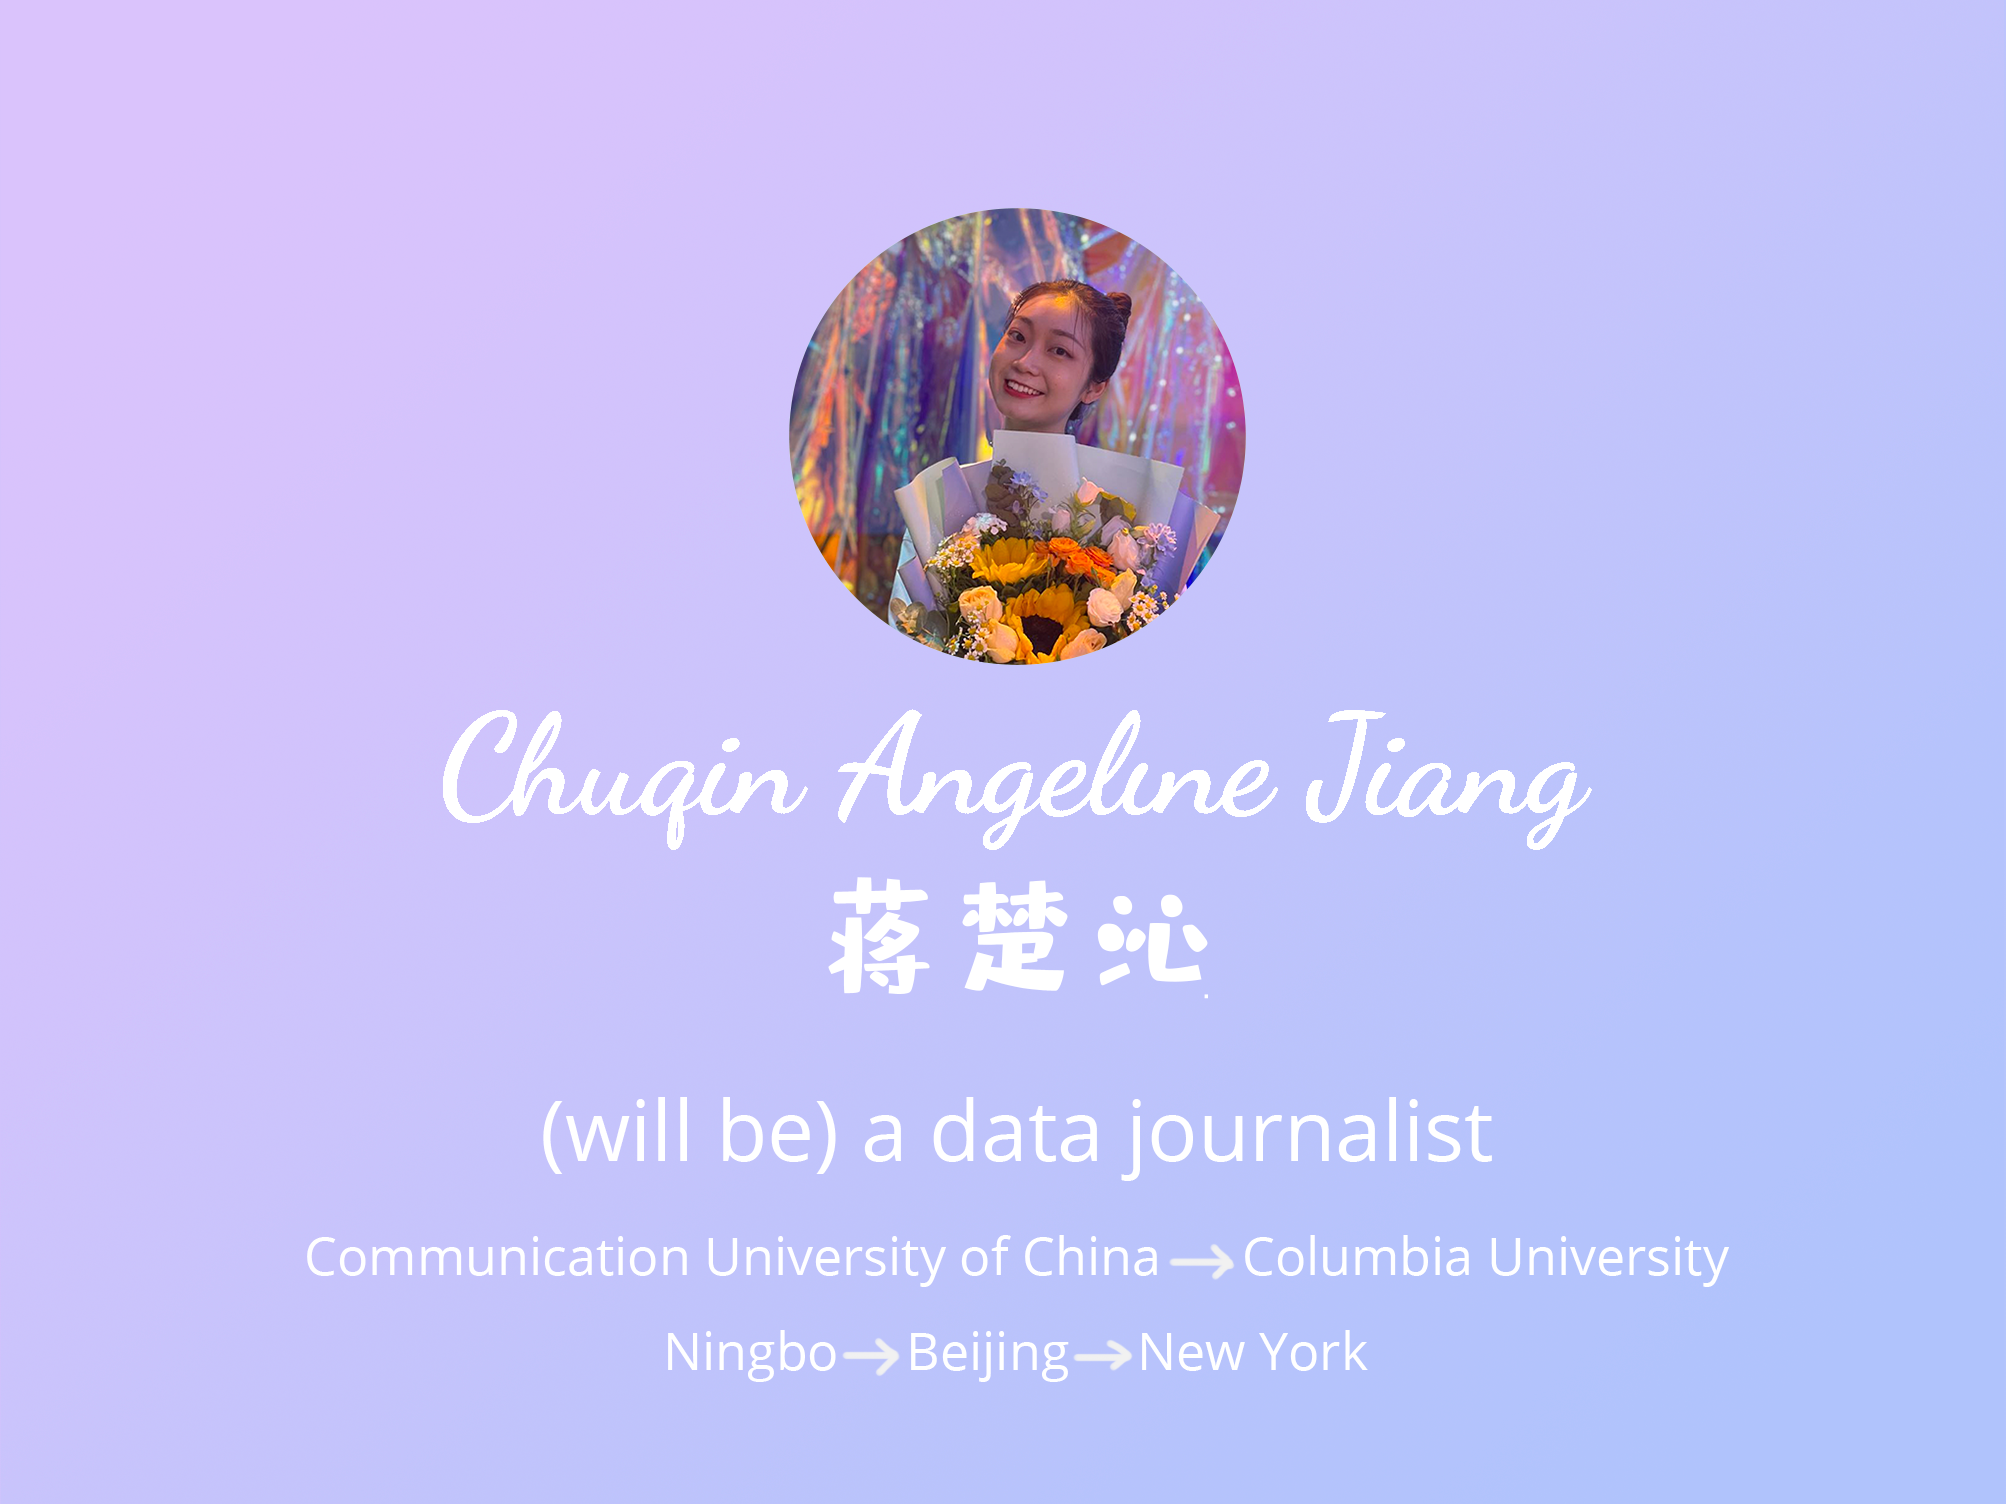 Chuqin Angeline Jiang
蒋楚沁
(will be) a data journalist
Communication University of China→Columbia University
Ningbo→Beijing→New York